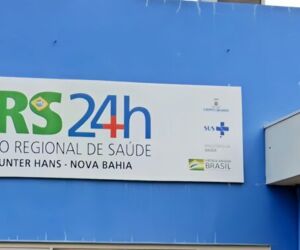 RS 24h
O REGIONAL DE SAÚDE
UNTER HANS - NOVA BAHIA
SUS
BRASIL